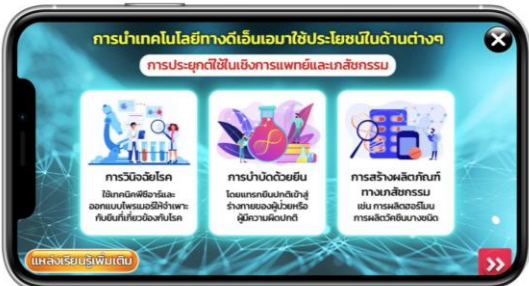 การนำเทคโนโลยีทางดีเอ็นเอมาใช้ประโยชน์ในด้านต่างๆ
การประยุกต์ใช้ในเชิงการแพทย์และเภสัชกรรม
การวินิจฉัยโรค
ใช้เทคนิคพีซีอาร์และ
ออกแบบไพรเมอร์ให้จำเพาะ
กับยีนที่เกี่ยวข้องกับโรค
การบำบัดด้วยยีน
โดยแทรกยีนปกติเข้าสู่
ร่างกายของผู้ป่วยหรือ
ผู้มีความผิดปกติ
การสร้างผลิตภัณฑ์
ทางเภสัชกรรม
เช่น การผลิตฮอร์โมน
การผลิตวัคซีนบางชนิด
แหล่งเรียนรู้เพิ่มเติม